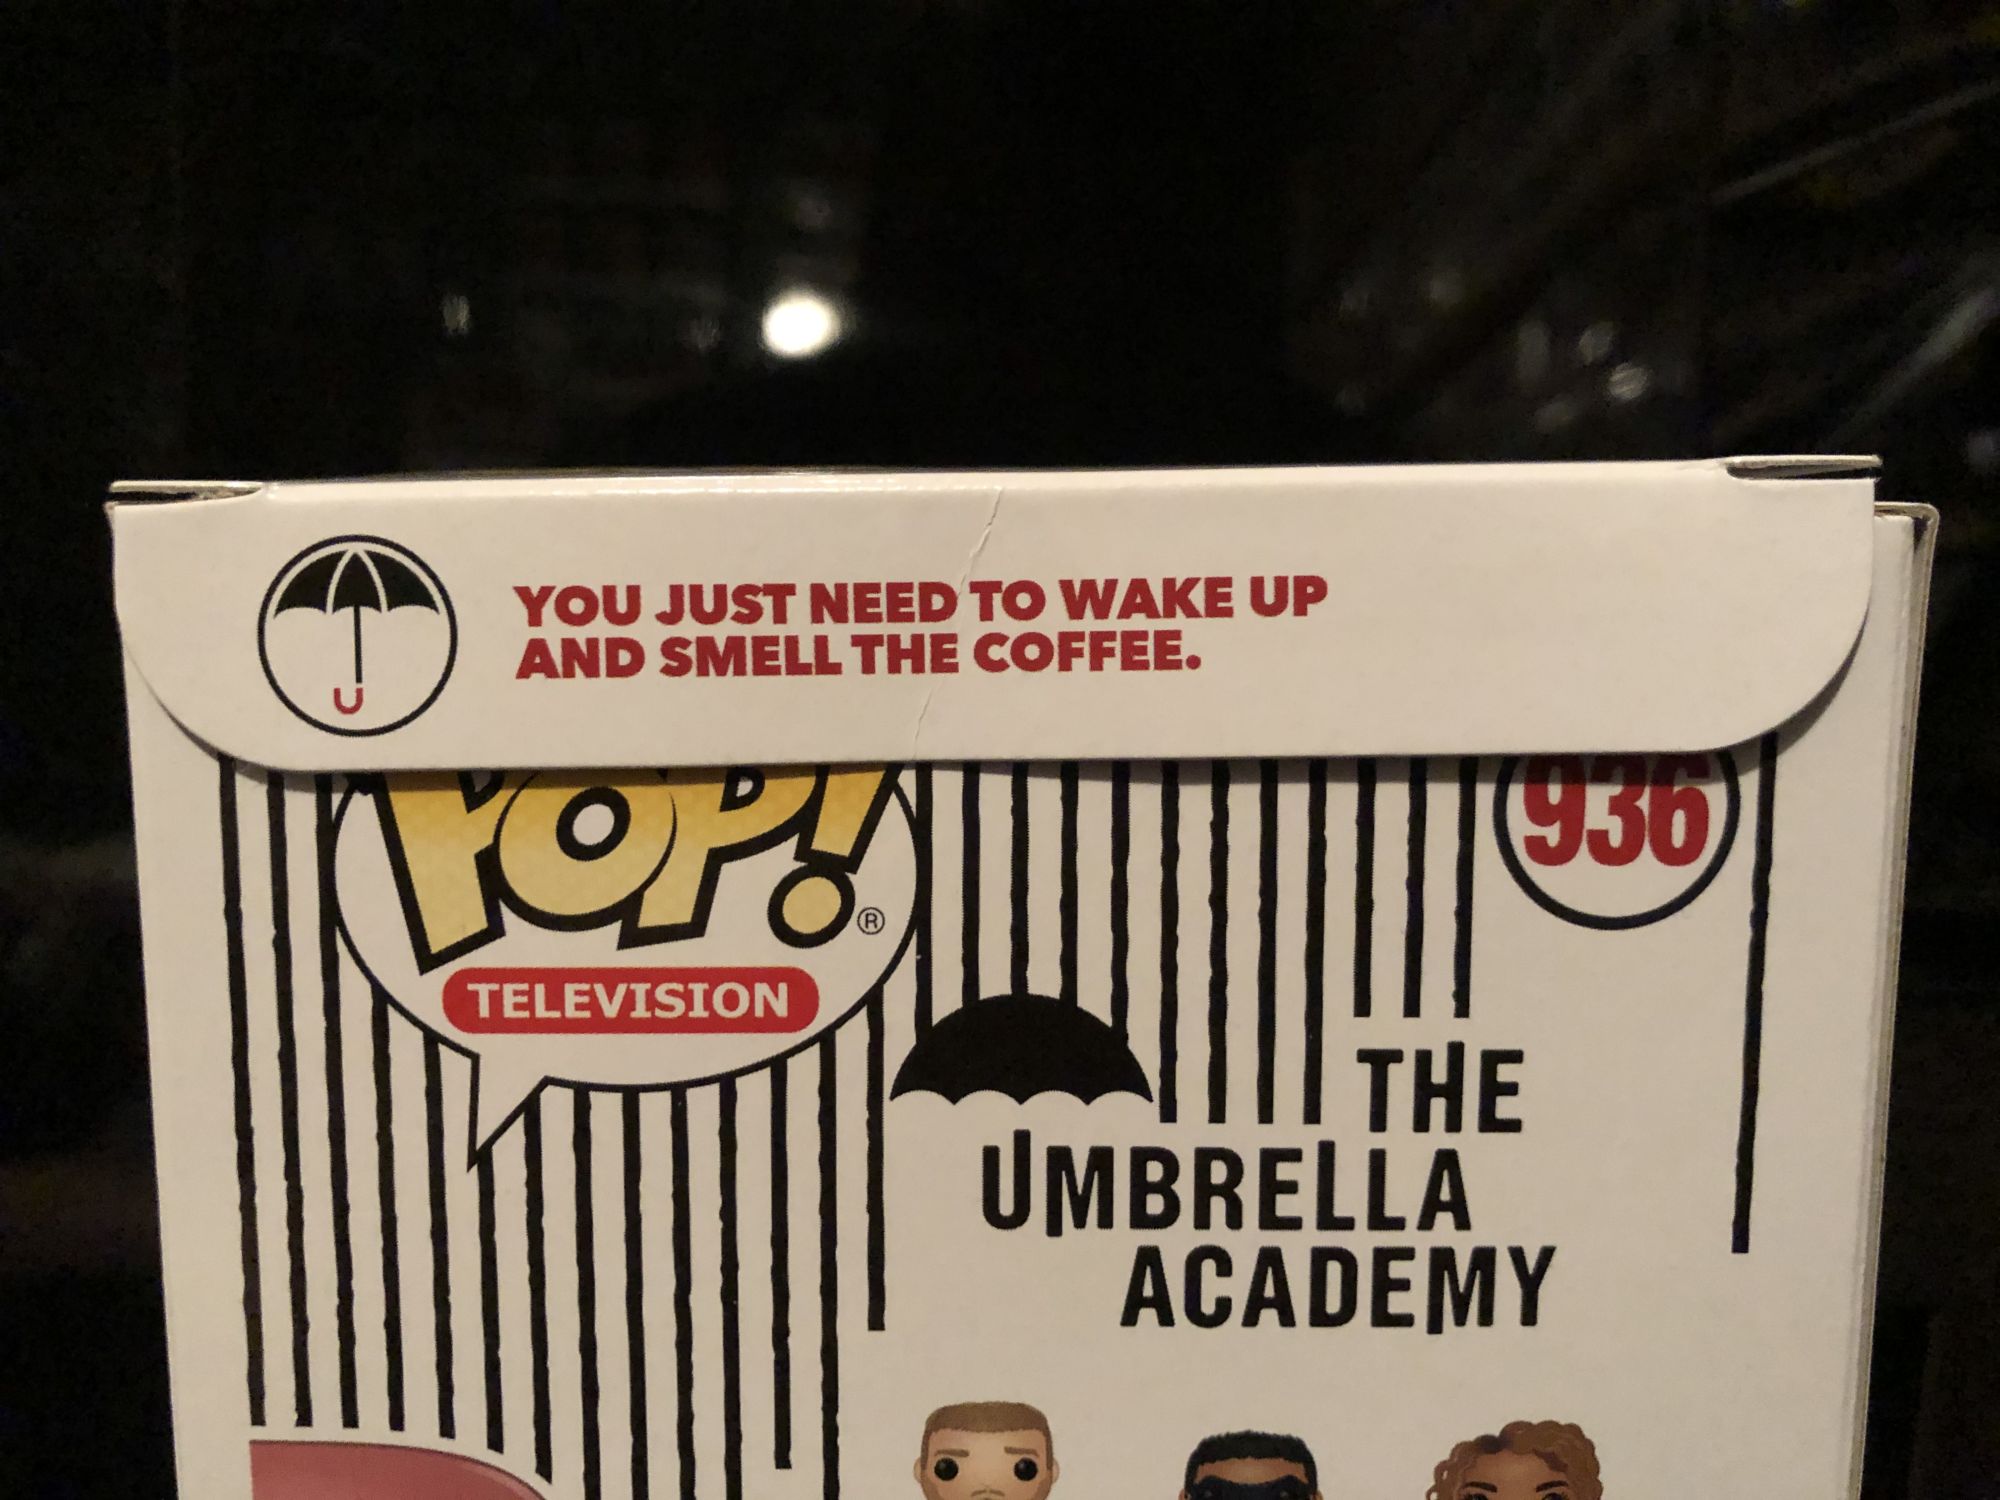 YOU JUST NEED TO WAKE UP
AND SMELL THE COFFEE.
POP!®
TELEVISION
936
THE
UMBRELLA
ACADEMY